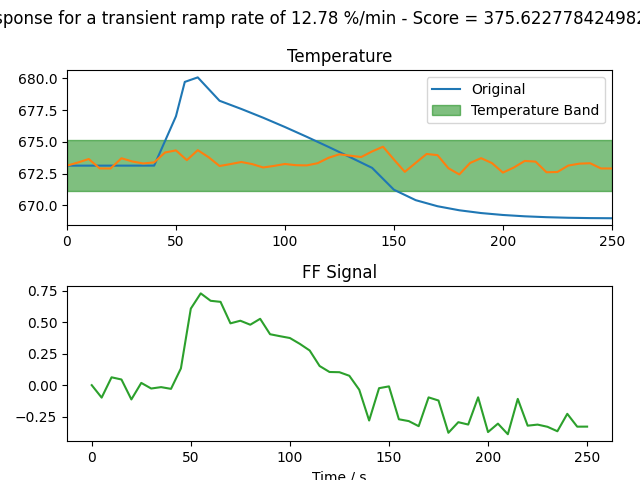 sponse for a transient ramp rate of 12.78 %/min - Score = 375.622778424982
Temperature
680.0
677.5
675.0
672.5
670.0
Original
Temperature Band
0 50 100 150 200 250
FF Signal
0.75
0.50
0.25
0.00
−0.25
0 50 100 150 200 250
Time / s